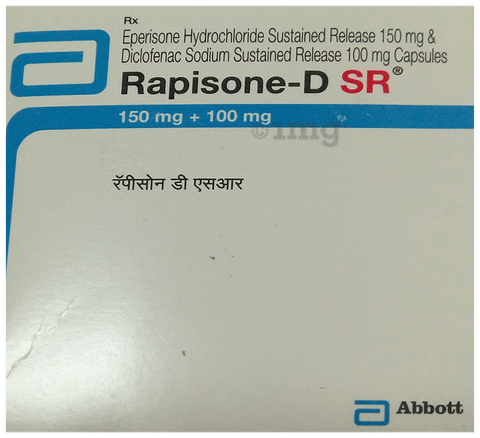 Rx
Eperisone Hydrochloride Sustained Release 150 mg &
Diclofenac Sodium Sustained Release 100 mg Capsules
Rapisone-D SR®
150 mg + 100 mg
©1mg
रॅपीसोन डी एसआर
Abbott